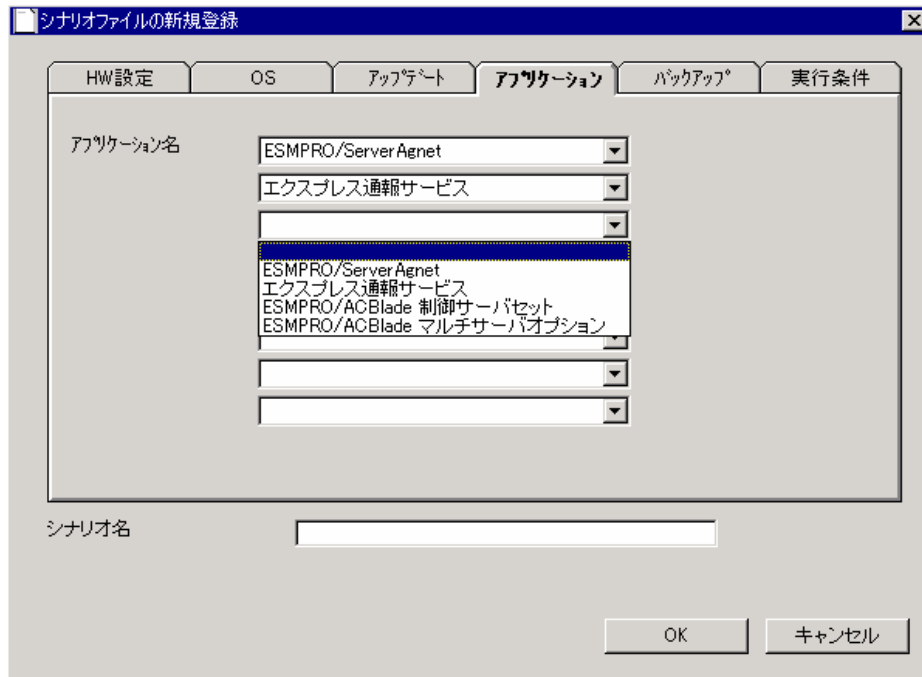 シナリオファイルの新規登録
HW設定 OS ｱｯﾌﾟﾃﾞｰﾄ ｱﾌﾟﾘｹｰｼｮﾝ ﾊﾞｯｸｱｯﾌﾟ 実行条件
ｱﾌﾟﾘｹｰｼｮﾝ名
ESMPRO/ServerAgnet
エクスプレス通報サービス
ESMPRO/ServerAgnet
エクスプレス通報サービス
ESMPRO/ACBlade 制御サーバセット
ESMPRO/ACBlade マルチサーバオプション
シナリオ名
OK キャンセル